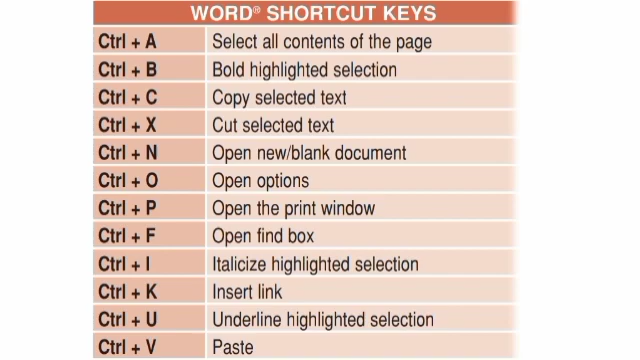 WORD® SHORTCUT KEYS
Ctrl + A Select all contents of the page
Ctrl + B Bold highlighted selection
Ctrl + C Copy selected text
Ctrl + X Cut selected text
Ctrl + N Open new/blank document
Ctrl + O Open options
Ctrl + P Open the print window
Ctrl + F Open find box
Ctrl + I Italicize highlighted selection
Ctrl + K Insert link
Ctrl + U Underline highlighted selection
Ctrl + V Paste